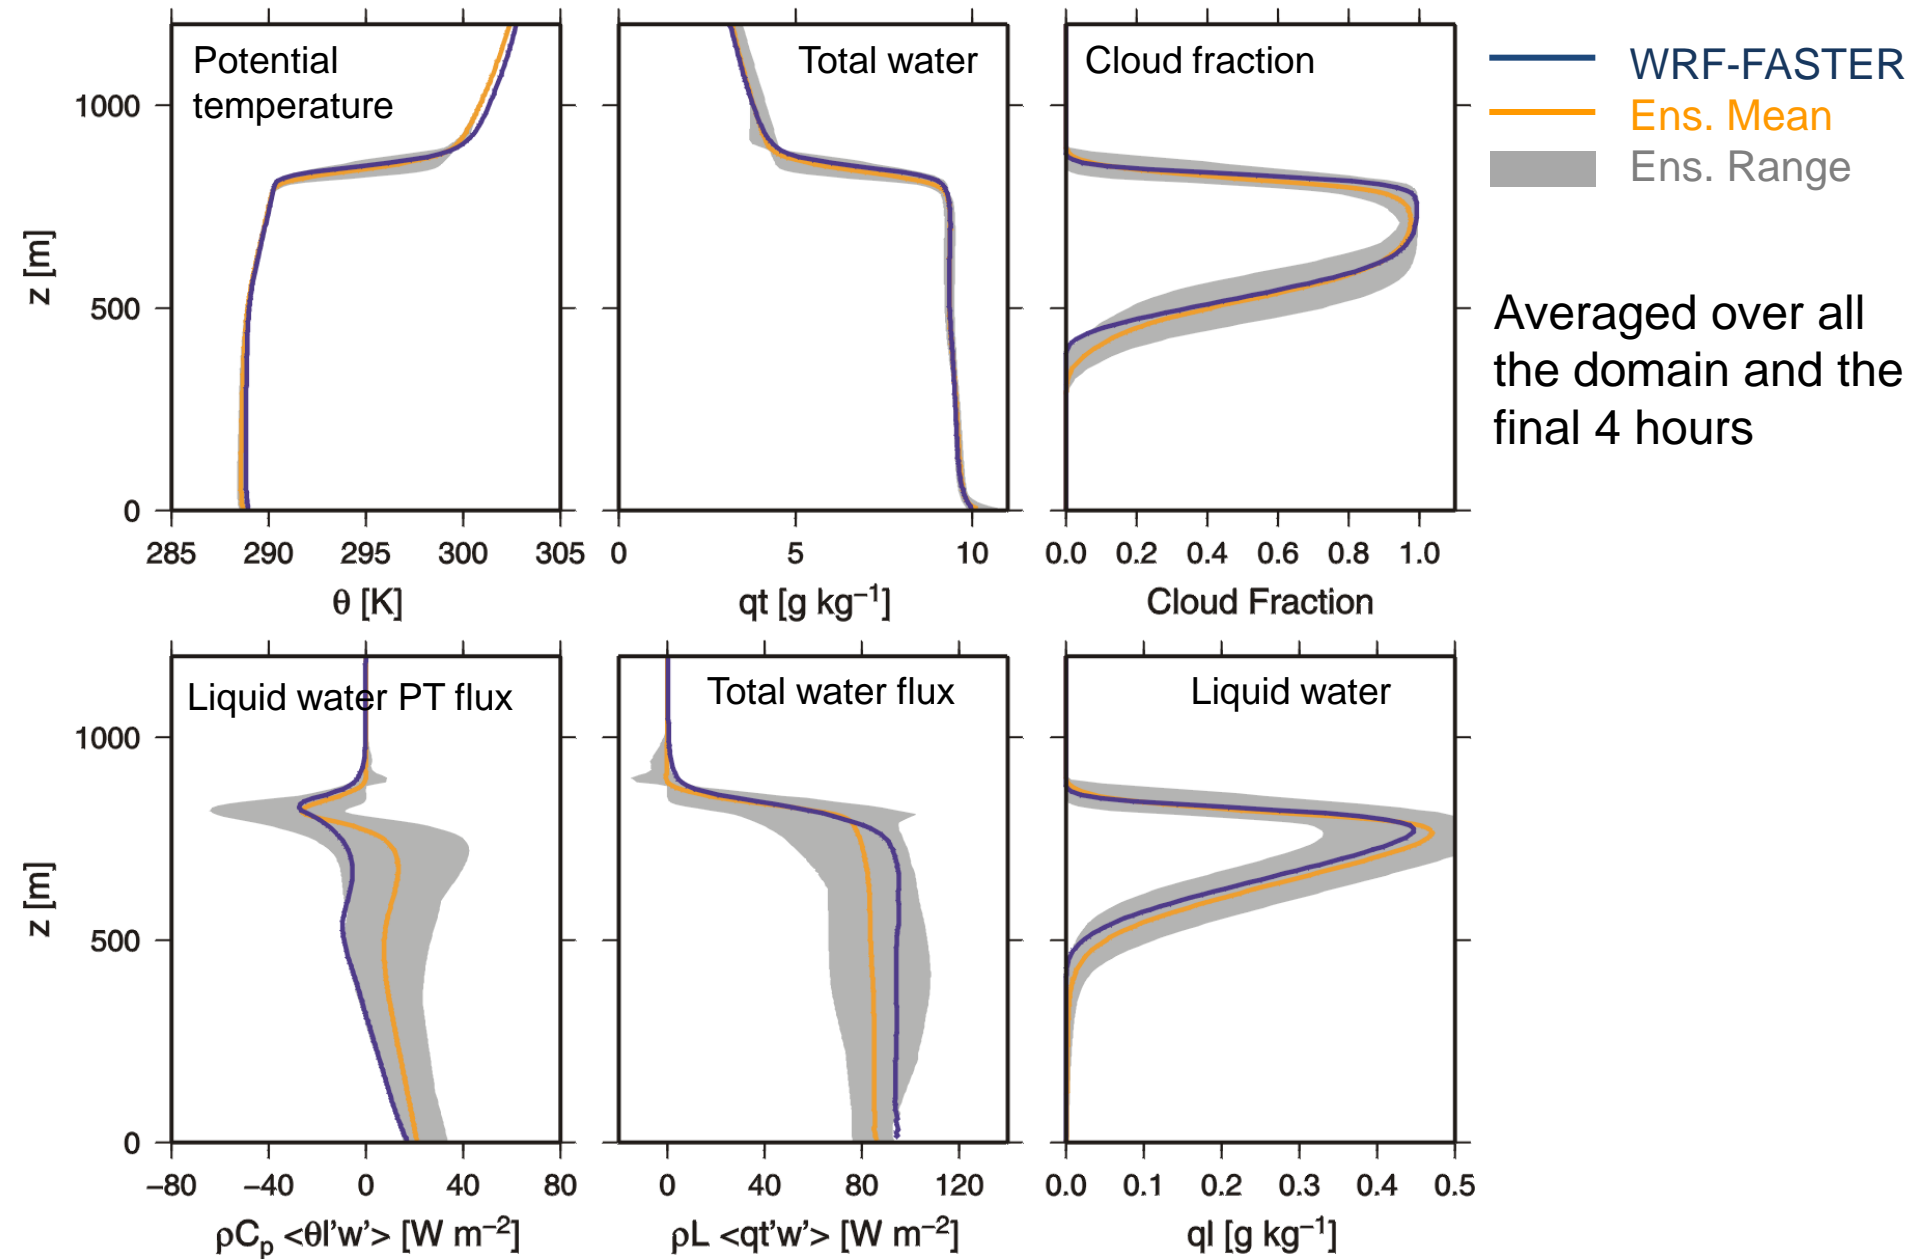 Potential
temperature
Total water
Cloud fraction
WRF-FASTER
Ens. Mean
Ens. Range
Averaged over all
the domain and the
final 4 hours
z [m]
1000
500
0
285 290 295 300 305
θ [K]
0 5 10
qt [g kg⁻¹]
0.0 0.2 0.4 0.6 0.8 1.0
Cloud Fraction
Liquid water PT flux
Total water flux
Liquid water
z [m]
1000
500
0
−80 −40 0 40 80
ρCₚ <θl'w'> [W m⁻²]
0 40 80 120
ρL <qt'w'> [W m⁻²]
0.0 0.1 0.2 0.3 0.4 0.5
ql [g kg⁻¹]